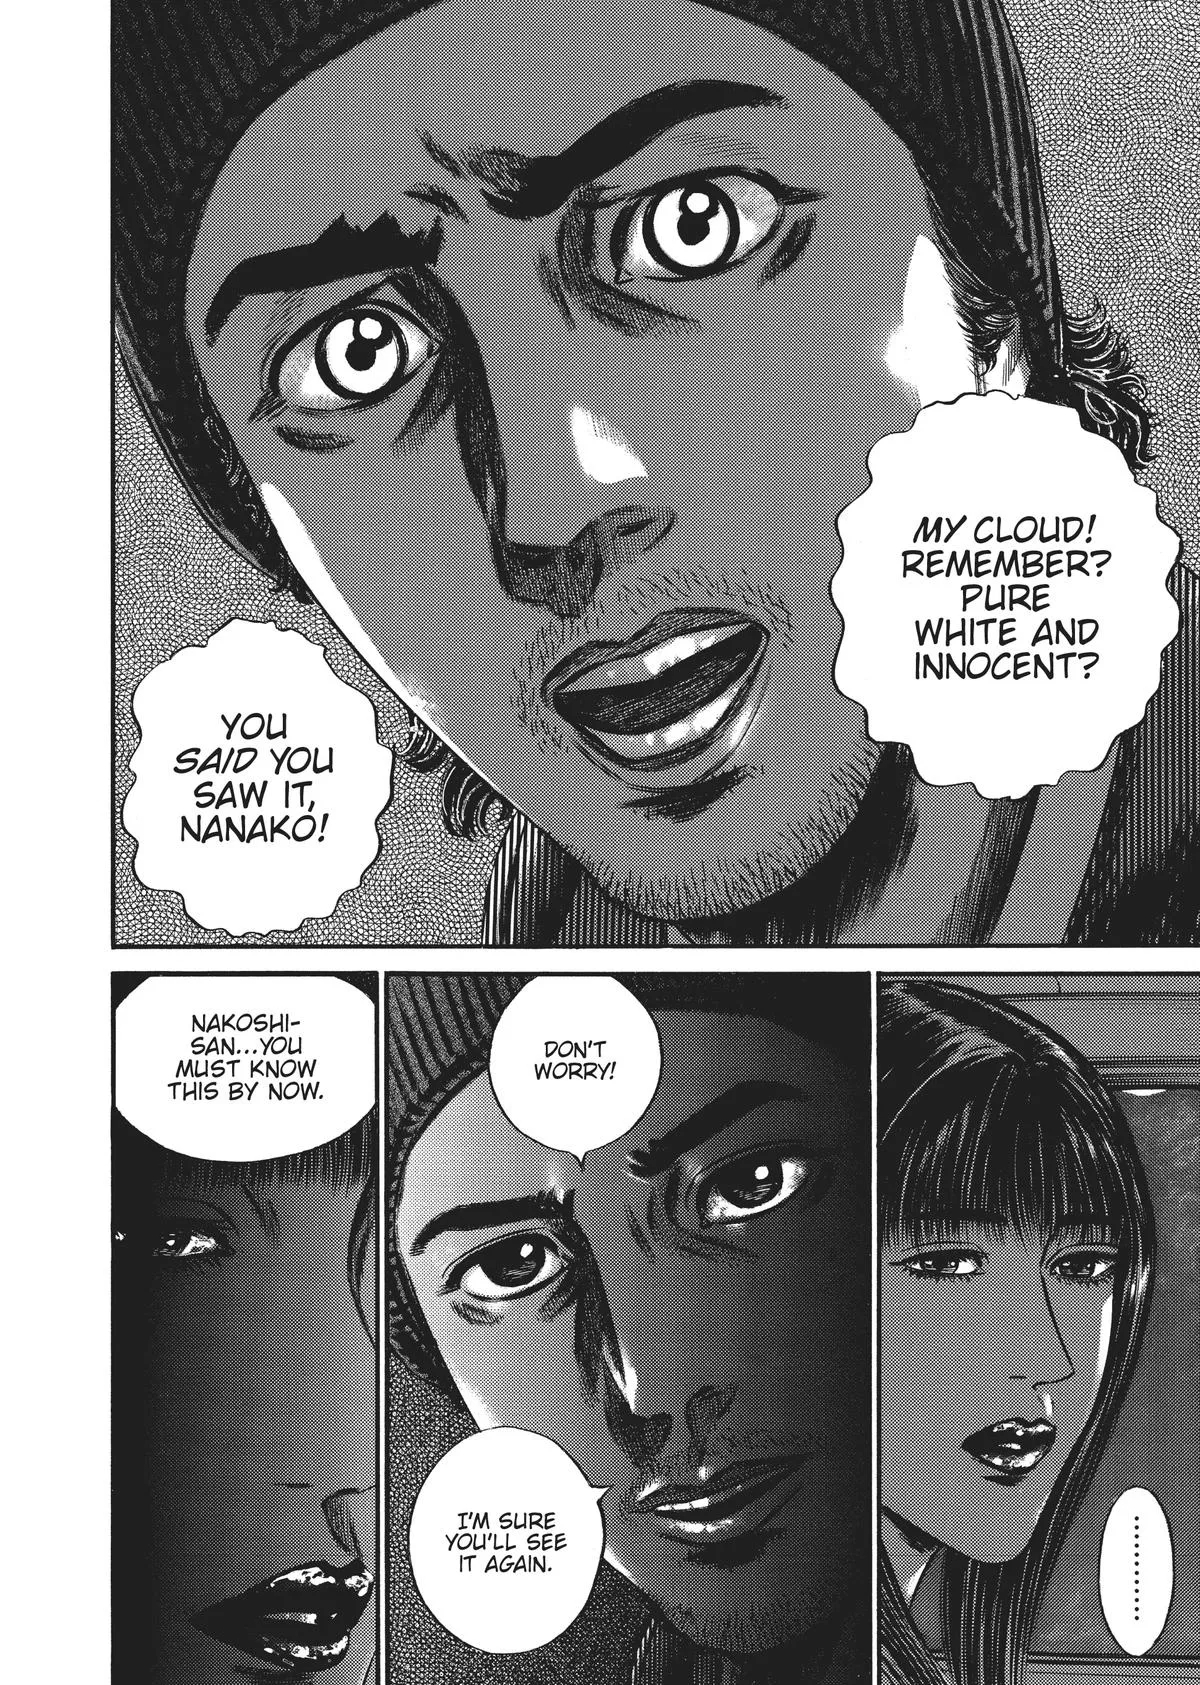 MY CLOUD!
REMEMBER?
PURE
WHITE AND
INNOCENT?
YOU
SAID YOU
SAW IT,
NANAKO!
..........
DON'T
WORRY!
I'M SURE
YOU'LL SEE
IT AGAIN.
NAKOSHI-
SAN...YOU
MUST KNOW
THIS BY NOW.